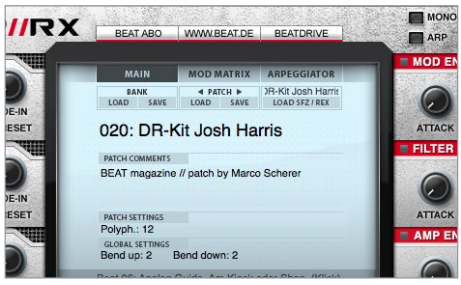 //RX
BEAT ABO WWW.BEAT.DE BEATDRIVE
MONO
ARP
MAIN MOD MATRIX ARPEGGIATOR
MOD EN
BANK ◄ PATCH ► DR-Kit Josh Harris
LOAD SAVE LOAD SAVE LOAD SFZ / REX
DE-IN
RESET
ATTACK
020: DR-Kit Josh Harris
FILTER
PATCH COMMENTS
BEAT magazine // patch by Marco Scherer
DE-IN
RESET
ATTACK
PATCH SETTINGS
Polyph.: 12
AMP EN
GLOBAL SETTINGS
Bend up: 2 Bend down: 2